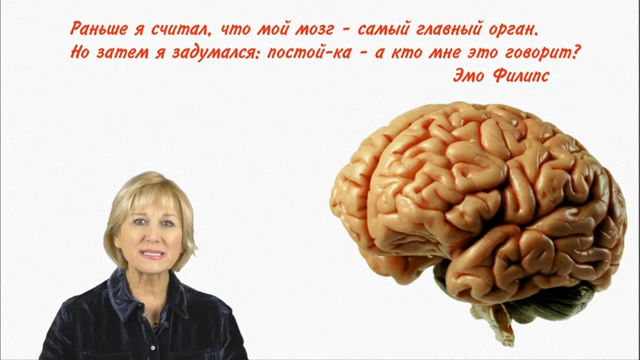 Раньше я считал, что мой мозг - самый главный орган.
Но затем я задумался: постой-ка - а кто мне это говорит?
Эмо Филипс